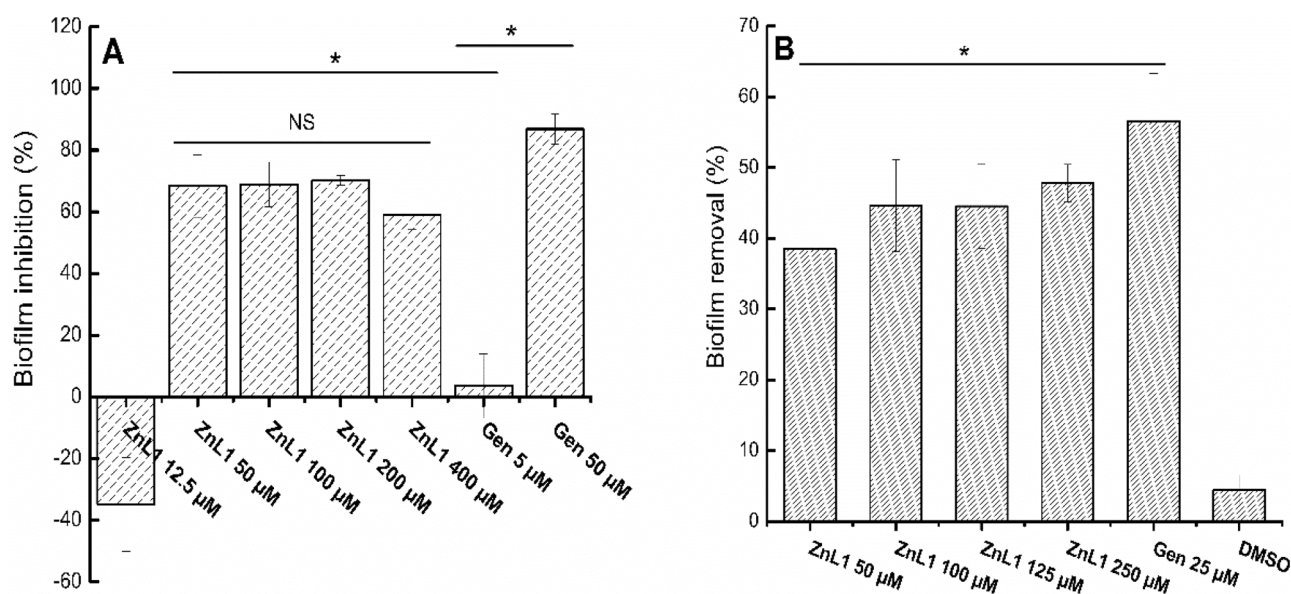 A
Biofilm inhibition (%)
120
100
80
60
40
20
0
-20
-40
-60
*
*
NS
ZnL1 12.5 μM
ZnL1 50 μM
ZnL1 100 μM
ZnL1 200 μM
ZnL1 400 μM
Gen 5 μM
Gen 50 μM
B
Biofilm removal (%)
70
60
50
40
30
20
10
0
*
ZnL1 50 μM
ZnL1 100 μM
ZnL1 125 μM
ZnL1 250 μM
Gen 25 μM
DMSO